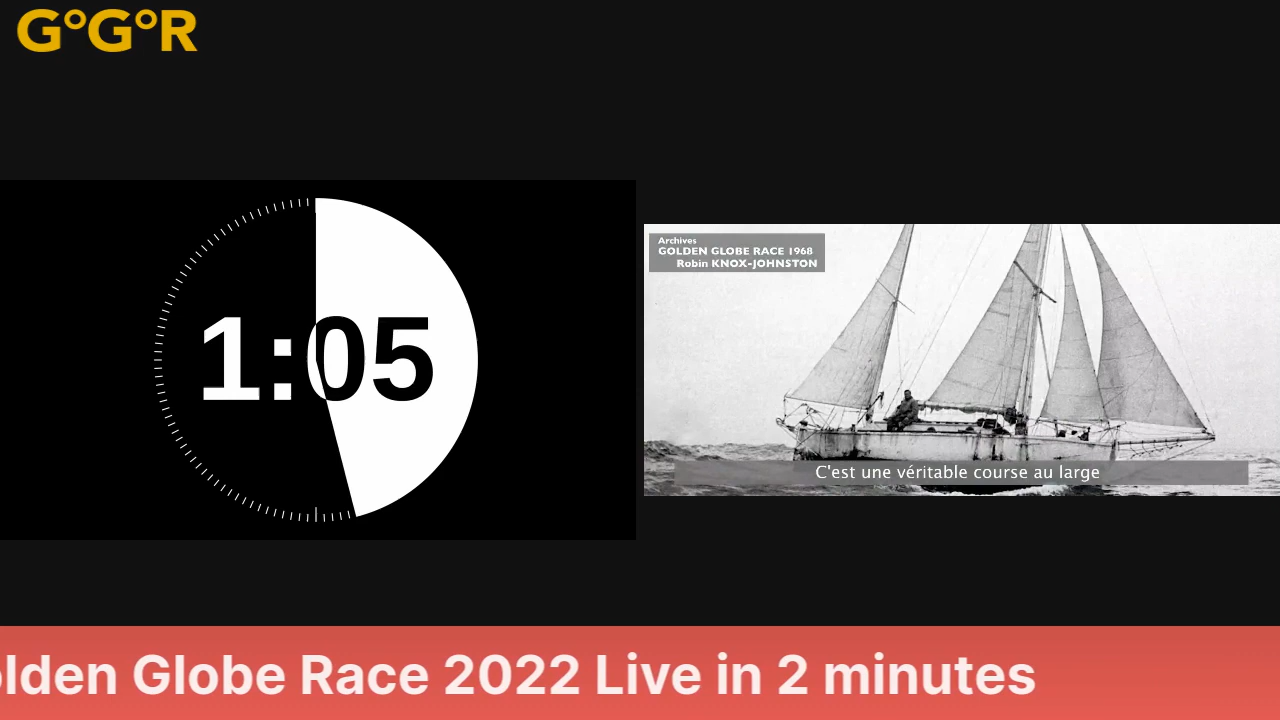 G°G°R
1:05
Archives
GOLDEN GLOBE RACE 1968
Robin KNOX-JOHNSTON
C'est une véritable course au large
olden Globe Race 2022 Live in 2 minutes